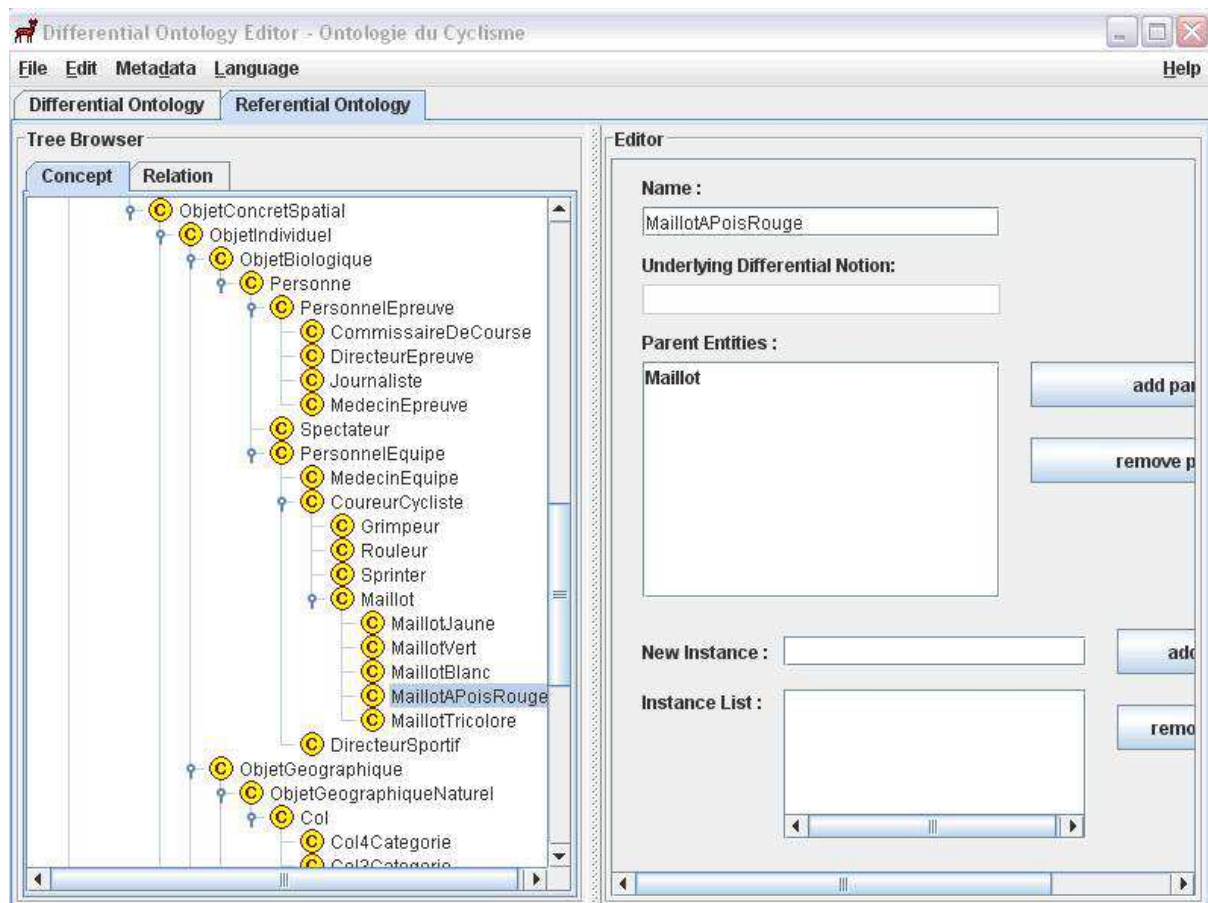 Differential Ontology Editor - Ontologie du Cyclisme
File Edit Metadata Language Help
Differential Ontology Referential Ontology
Tree Browser
Concept Relation
C ObjetConcretSpatial
C ObjetIndividuel
C ObjetBiologique
C Personne
C PersonnelEpreuve
C CommissaireDeCourse
C DirecteurEpreuve
C Journaliste
C MedecinEpreuve
C Spectateur
C PersonnelEquipe
C MedecinEquipe
C CoureurCycliste
C Grimpeur
C Rouleur
C Sprinter
C Maillot
C MaillotJaune
C MaillotVert
C MaillotBlanc
C MaillotAPoisRouge
C MaillotTricolore
C DirecteurSportif
C ObjetGeographique
C ObjetGeographiqueNaturel
C Col
C Col4Categorie
Editor
Name :
MaillotAPoisRouge
Underlying Differential Notion:
Parent Entities :
Maillot
add par
remove p
New Instance :
add
Instance List :
remo